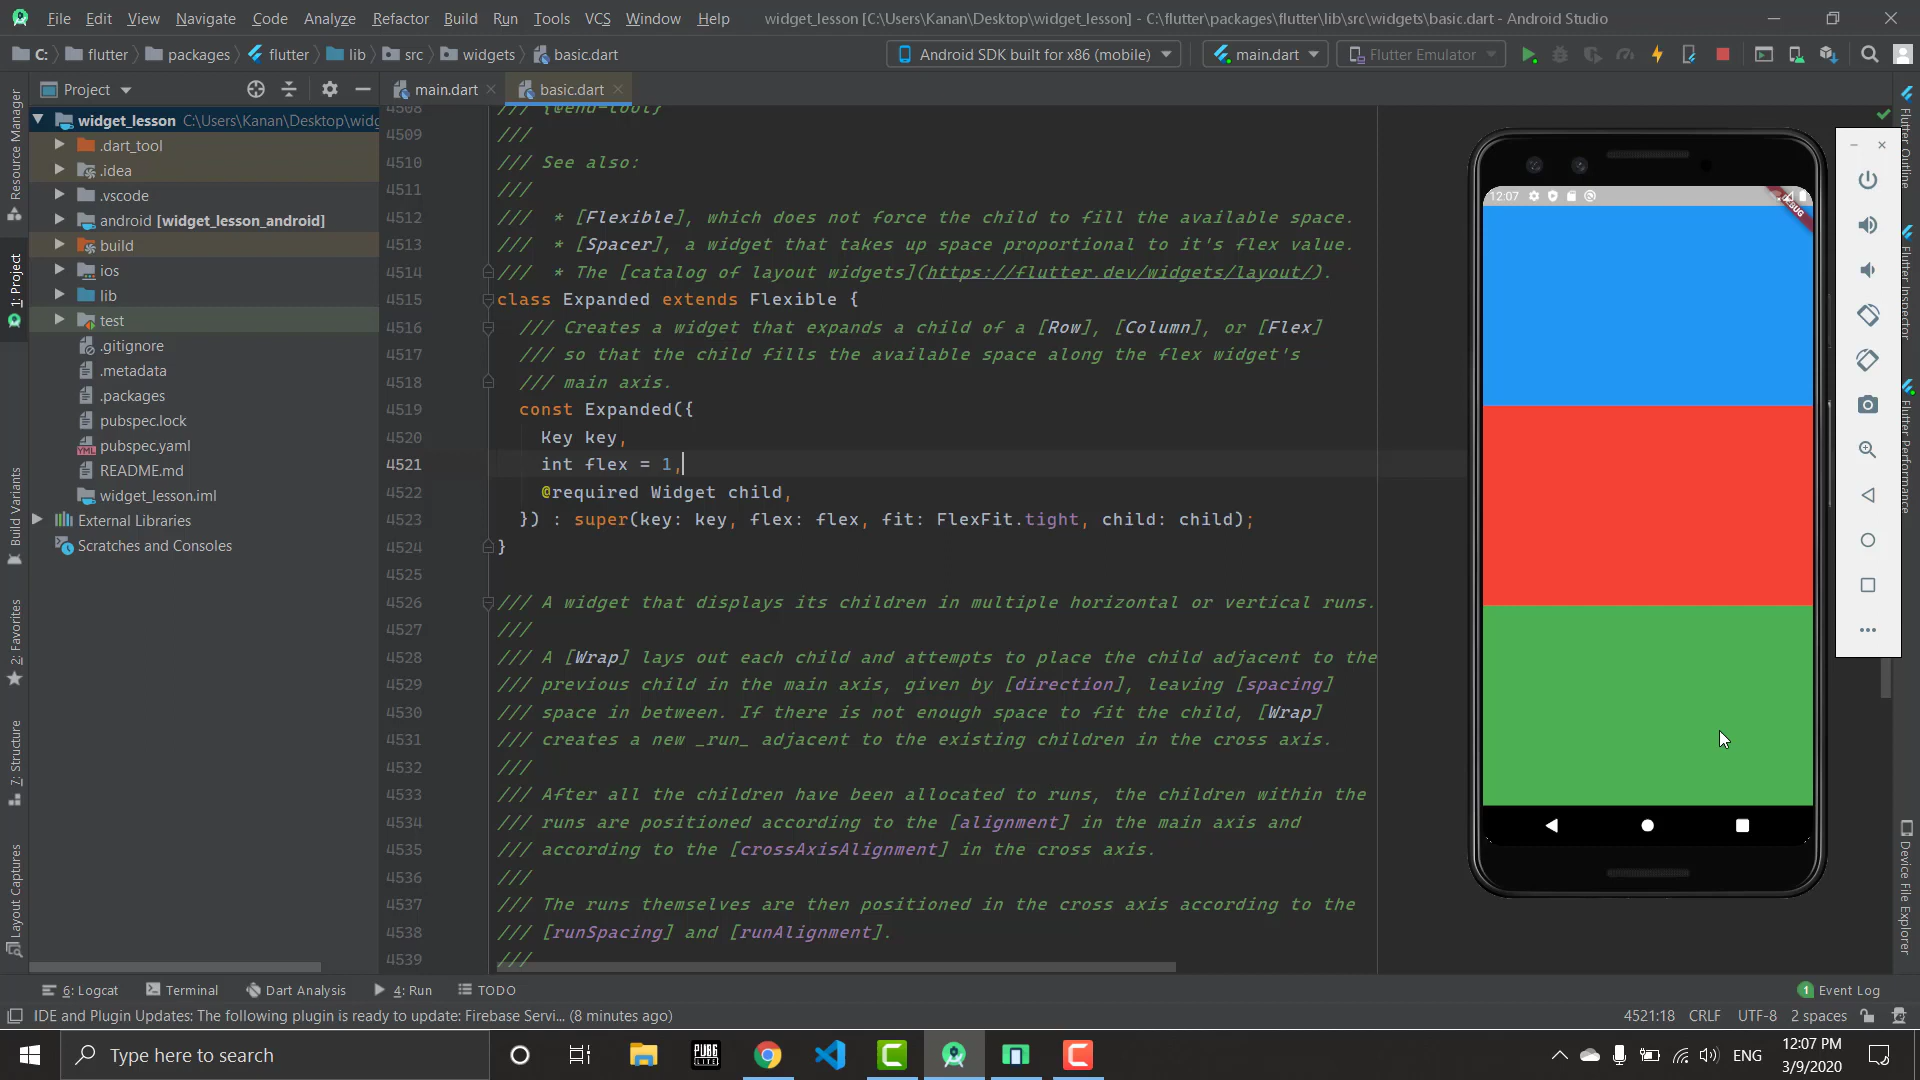 File Edit View Navigate Code Analyze Refactor Build Run Tools VCS Window Help
widget_lesson [C:\Users\Kanan\Desktop\widget_lesson] - C:\flutter\packages\flutter\lib\src\widgets\basic.dart - Android Studio
C: flutter packages flutter lib src widgets basic.dart
Android SDK built for x86 (mobile)
main.dart
Flutter Emulator
Project
main.dart
basic.dart
widget_lesson C:\Users\Kanan\Desktop\widg
.dart_tool
.idea
.vscode
android [widget_lesson_android]
build
ios
lib
test
.gitignore
.metadata
.packages
pubspec.lock
pubspec.yaml
README.md
widget_lesson.iml
External Libraries
Scratches and Consoles
Resource Manager
1: Project
Build Variants
2: Favorites
7: Structure
Layout Captures
4508 /// {@end-tool}
4509 ///
4510 /// See also:
4511 ///
4512 ///  * [Flexible], which does not force the child to fill the available space.
4513 ///  * [Spacer], a widget that takes up space proportional to it's flex value.
4514 ///  * The [catalog of layout widgets](https://flutter.dev/widgets/layout/).
4515 class Expanded extends Flexible {
4516 /// Creates a widget that expands a child of a [Row], [Column], or [Flex]
4517 /// so that the child fills the available space along the flex widget's
4518 /// main axis.
4519 const Expanded({
4520 Key key,
4521 int flex = 1,
4522 @required Widget child,
4523 }) : super(key: key, flex: flex, fit: FlexFit.tight, child: child);
4524 }
4525
4526 /// A widget that displays its children in multiple horizontal or vertical runs.
4527 ///
4528 /// A [Wrap] lays out each child and attempts to place the child adjacent to the
4529 /// previous child in the main axis, given by [direction], leaving [spacing]
4530 /// space in between. If there is not enough space to fit the child, [Wrap]
4531 /// creates a new _run_ adjacent to the existing children in the cross axis.
4532 ///
4533 /// After all the children have been allocated to runs, the children within the
4534 /// runs are positioned according to the [alignment] in the main axis and
4535 /// according to the [crossAxisAlignment] in the cross axis.
4536 ///
4537 /// The runs themselves are then positioned in the cross axis according to the
4538 /// [runSpacing] and [runAlignment].
4539 ///
12:07
DEBUG
Flutter Outline
Flutter Inspector
Flutter Performance
Device File Explorer
6: Logcat Terminal Dart Analysis 4: Run TODO
1 Event Log
IDE and Plugin Updates: The following plugin is ready to update: Firebase Servi... (8 minutes ago)
4521:18 CRLF UTF-8 2 spaces
Type here to search
PUBG LITE
ENG
12:07 PM
3/9/2020